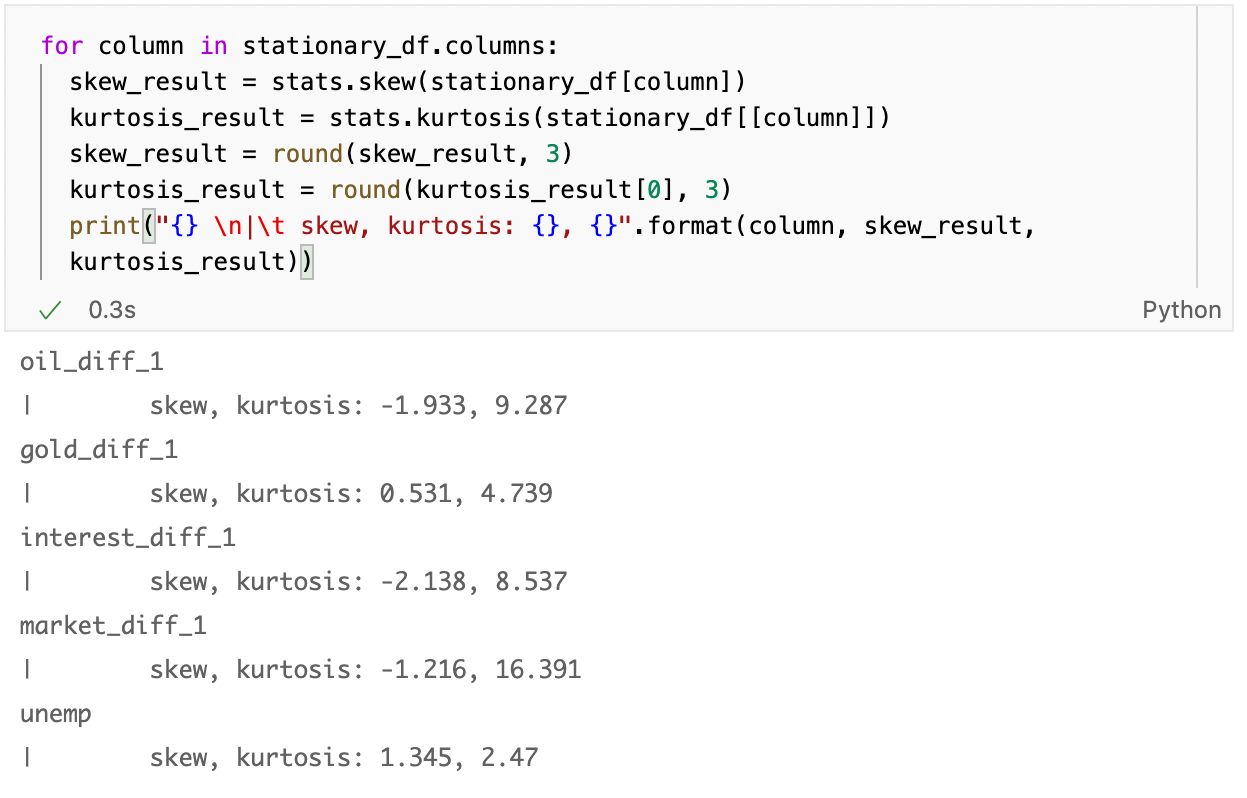 for column in stationary_df.columns:
  skew_result = stats.skew(stationary_df[column])
  kurtosis_result = stats.kurtosis(stationary_df[[column]])
  skew_result = round(skew_result, 3)
  kurtosis_result = round(kurtosis_result[0], 3)
  print("{} \n|\t skew, kurtosis: {}, {}".format(column, skew_result,
  kurtosis_result))
✓ 0.3s Python
oil_diff_1
|        skew, kurtosis: -1.933, 9.287
gold_diff_1
|        skew, kurtosis: 0.531, 4.739
interest_diff_1
|        skew, kurtosis: -2.138, 8.537
market_diff_1
|        skew, kurtosis: -1.216, 16.391
unemp
|        skew, kurtosis: 1.345, 2.47